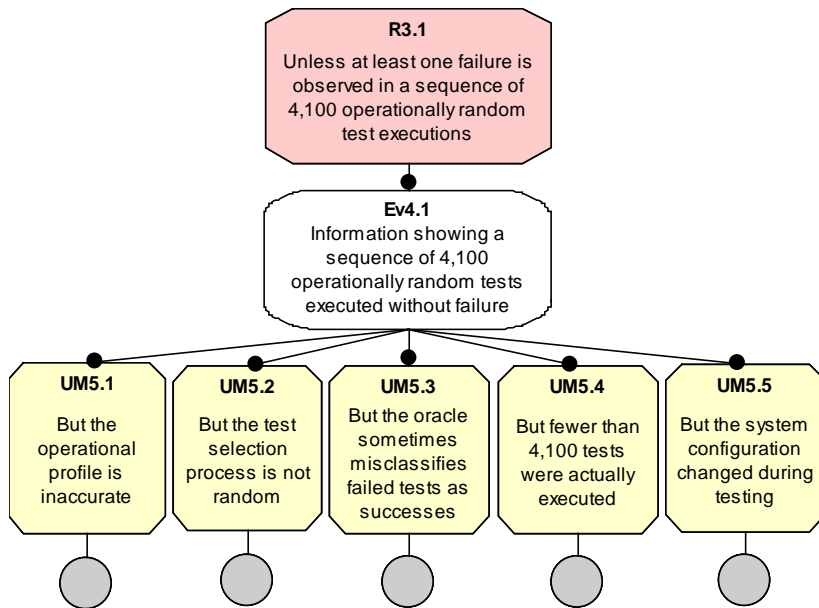 R3.1
Unless at least one failure is
observed in a sequence of
4,100 operationally random
test executions
Ev4.1
Information showing a
sequence of 4,100
operationally random tests
executed without failure
UM5.1
But the
operational
profile is
inaccurate
UM5.2
But the test
selection
process is not
random
UM5.3
But the oracle
sometimes
misclassifies
failed tests as
successes
UM5.4
But fewer than
4,100 tests
were actually
executed
UM5.5
But the system
configuration
changed during
testing